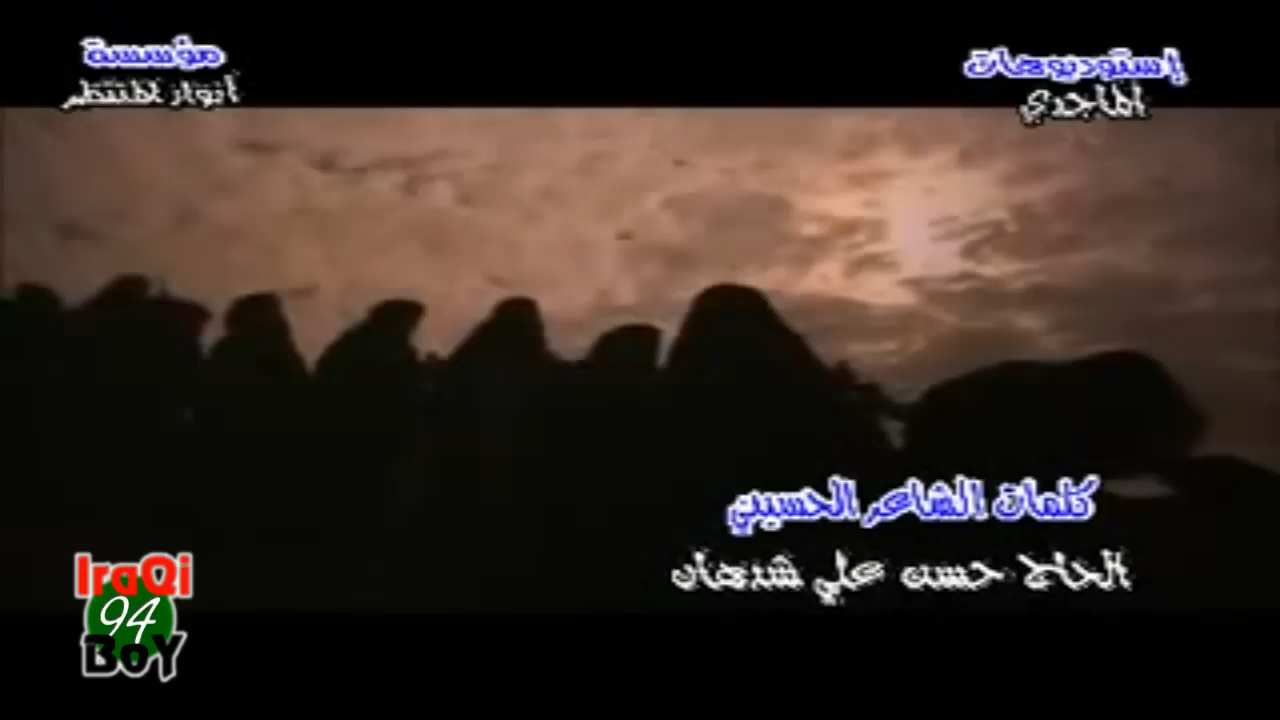 إستوديوهات
الماجدي
مؤسسة
أنوار المنتظر
كلمات الشاعر الحسيني
الحاج حسن علي شدهان
IraQi
94
BoY